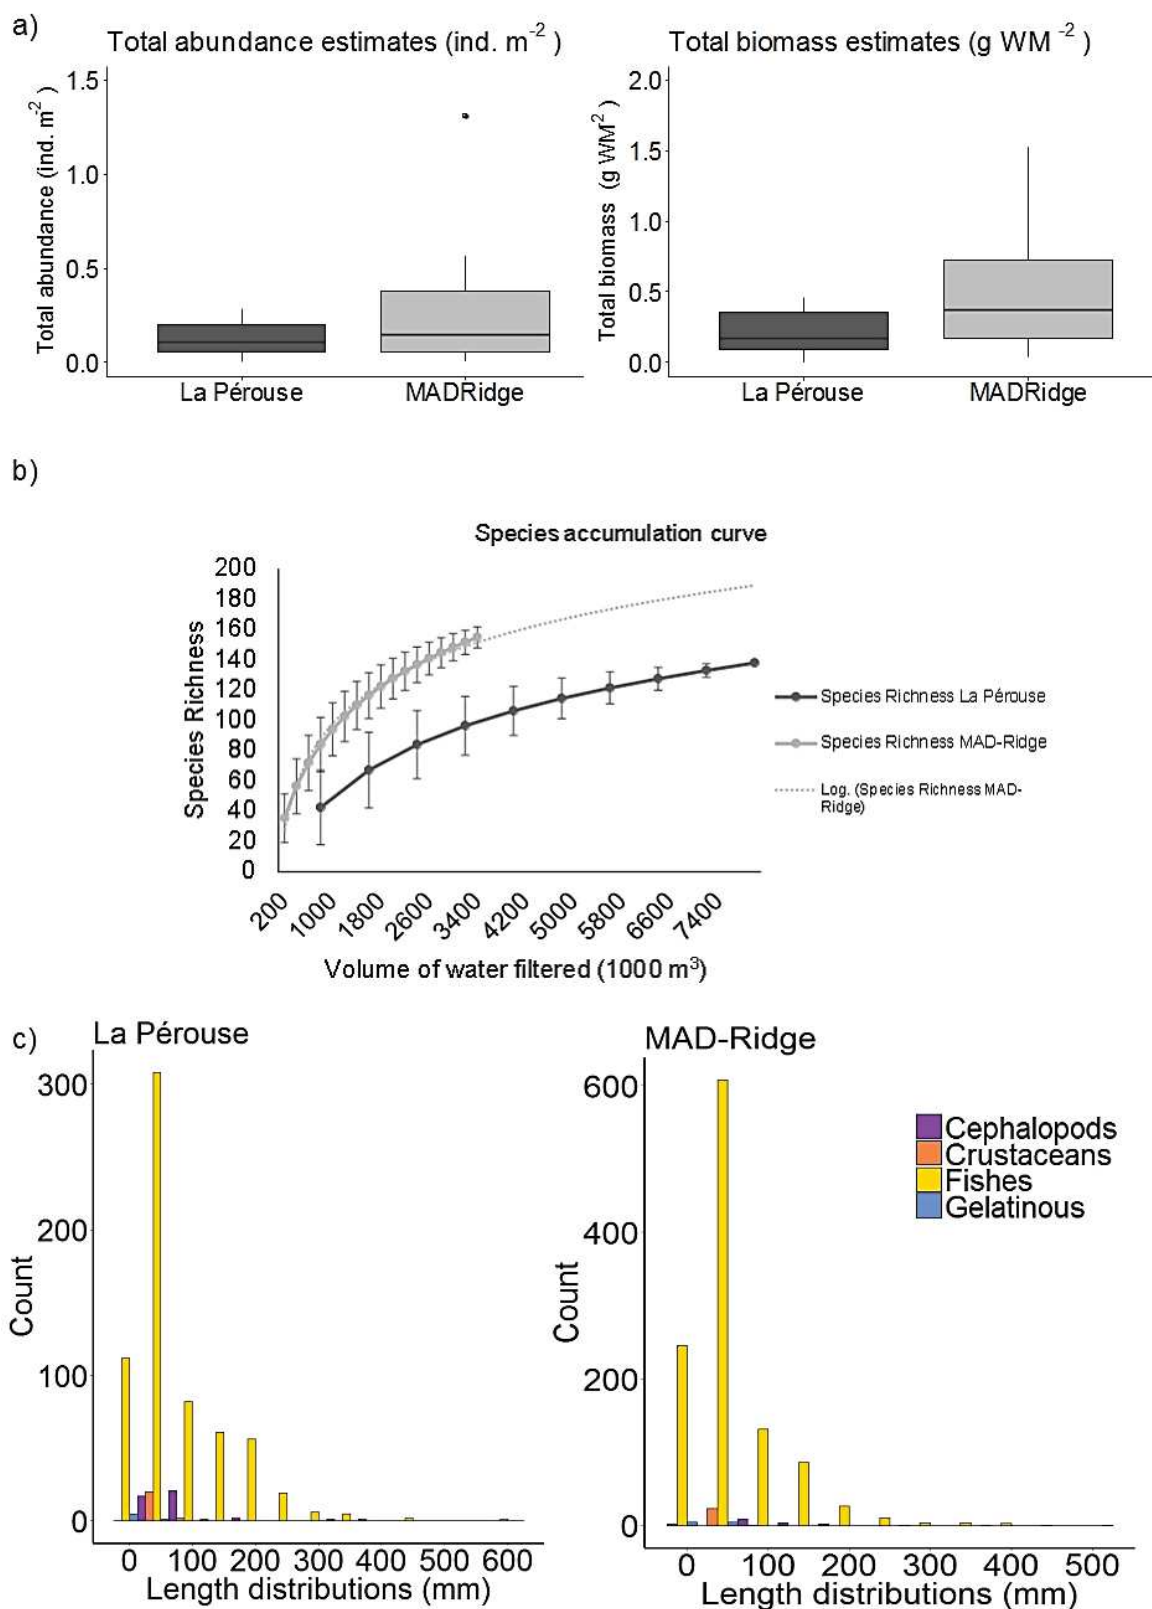 a)
Total abundance estimates (ind. m-2 )
Total biomass estimates (g WM -2 )
Total abundance (ind. m-2 )
1.5
1.0
0.5
0.0
La Pérouse
MADRidge
Total biomass (g WM2 )
2.0
1.5
1.0
0.5
0.0
La Pérouse
MADRidge
b)
Species accumulation curve
Species Richness
200
180
160
140
120
100
80
60
40
20
0
200
1000
1800
2600
3400
4200
5000
5800
6600
7400
Volume of water filtered (1000 m3)
Species Richness La Pérouse
Species Richness MAD-Ridge
Log. (Species Richness MAD-
Ridge)
c)
La Pérouse
Count
300
200
100
0
0
100
200
300
400
500
600
Length distributions (mm)
MAD-Ridge
Count
600
400
200
0
0
100
200
300
400
500
Length distributions (mm)
Cephalopods
Crustaceans
Fishes
Gelatinous